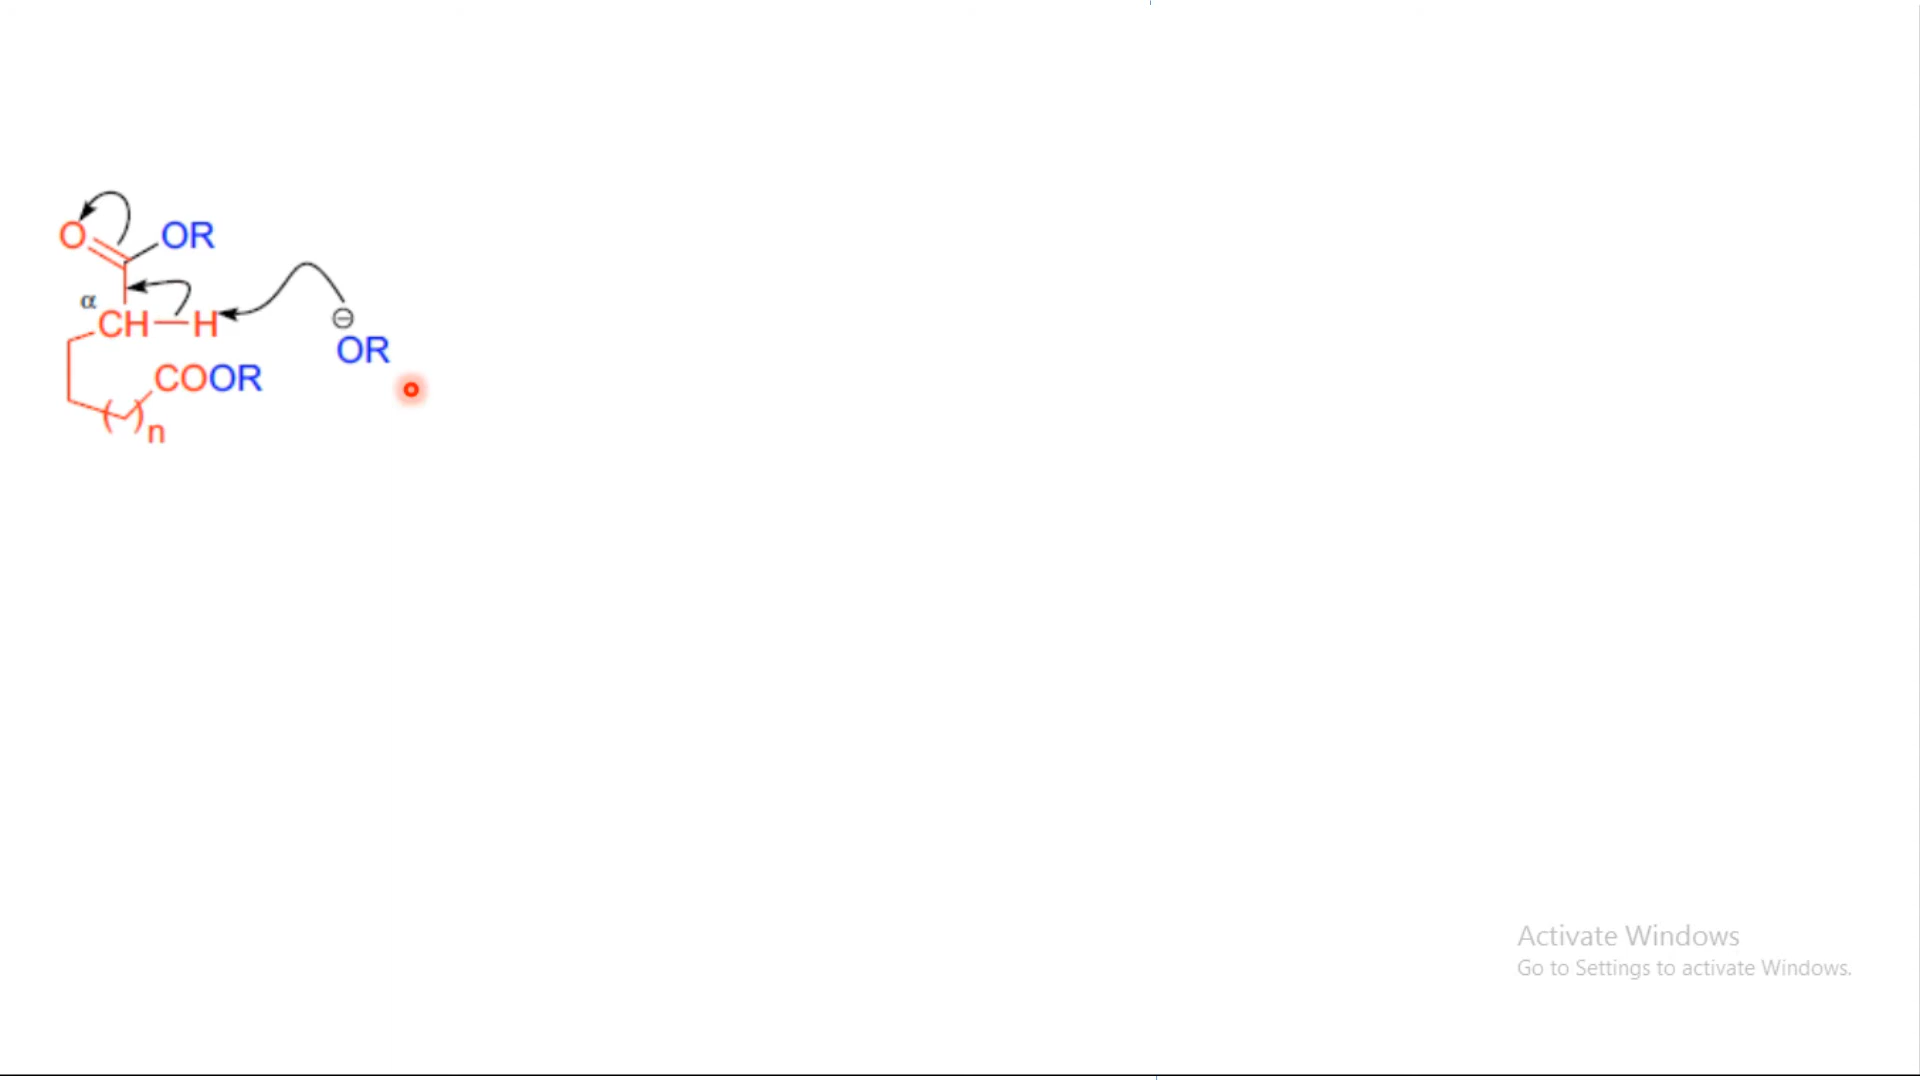 O OR
α
CH H
⊖
OR
COOR
( )n
Activate Windows
Go to Settings to activate Windows.